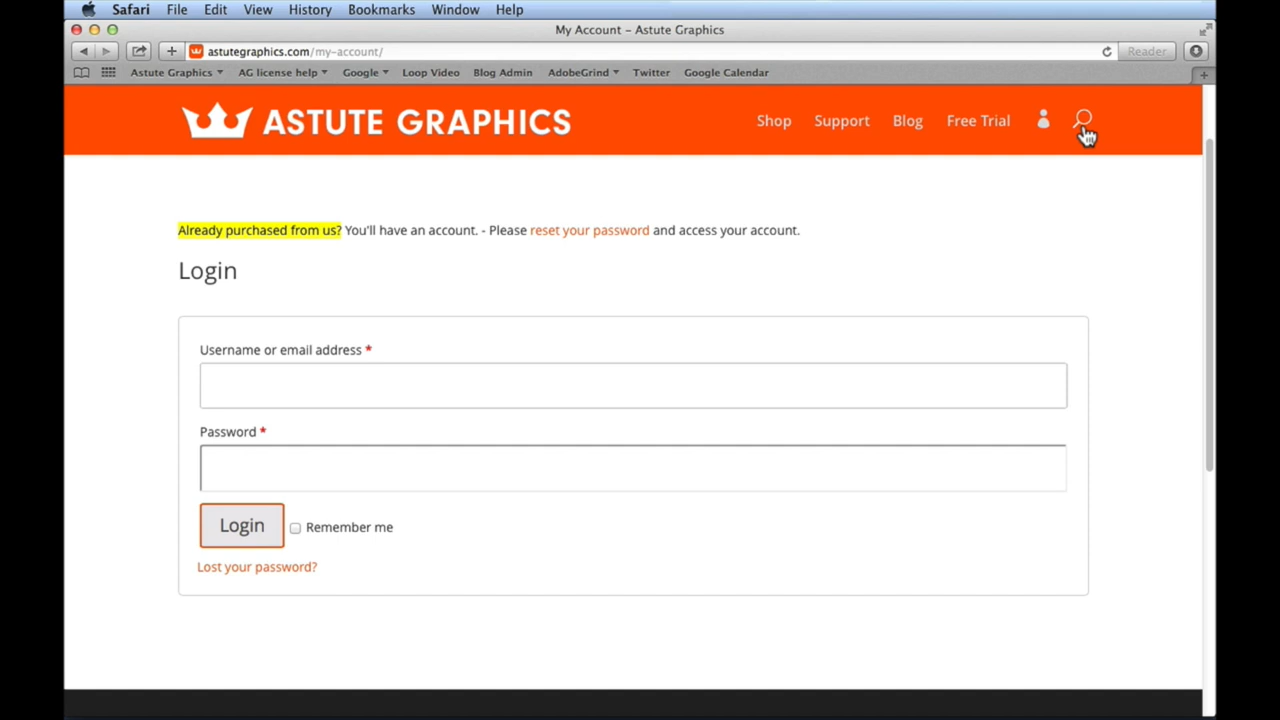 Safari File Edit View History Bookmarks Window Help
My Account – Astute Graphics
astutegraphics.com/my-account/ Reader
Astute Graphics AG license help Google Loop Video Blog Admin AdobeGrind Twitter Google Calendar
ASTUTE GRAPHICS Shop Support Blog Free Trial
Already purchased from us? You'll have an account. - Please reset your password and access your account.
Login
Username or email address *
Password *
Login Remember me
Lost your password?